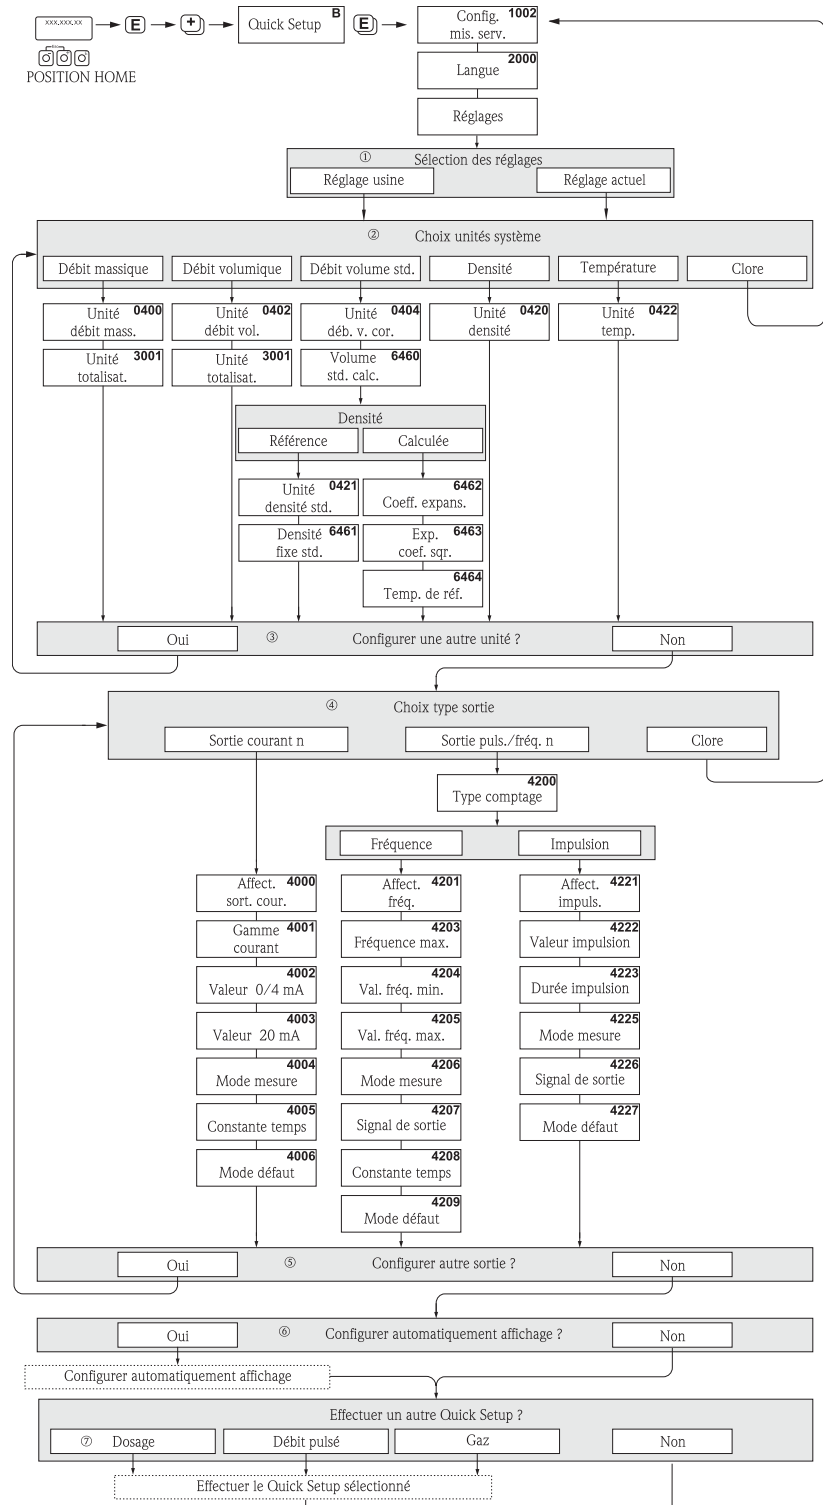 xxx.xxx.xx
Esc
E
+
Quick Setup B
E
Config. 1002
mis. serv.
- + E
POSITION HOME
2000
Langue
Réglages
① Sélection des réglages
Réglage usine Réglage actuel
② Choix unités système
Débit massique Débit volumique Débit volume std. Densité Température Clore
Unité 0400
débit mass.
Unité 0402
débit vol.
Unité 0404
déb. v. cor.
Unité 0420
densité
Unité 0422
temp.
Unité 3001
totalisat.
Unité 3001
totalisat.
Volume 6460
std. calc.
Densité
Référence Calculée
Unité 0421
densité std.
6462
Coeff. expans.
Densité 6461
fixe std.
Exp. 6463
coef. sqr.
6464
Temp. de réf.
Oui ③ Configurer une autre unité ? Non
④ Choix type sortie
Sortie courant n Sortie puls./fréq. n Clore
4200
Type comptage
Fréquence Impulsion
Affect. 4000
sort. cour.
Affect. 4201
fréq.
Affect. 4221
impuls.
Gamme 4001
courant
4203
Fréquence max.
4222
Valeur impulsion
4002
Valeur 0/4 mA
4204
Val. fréq. min.
4223
Durée impulsion
4003
Valeur 20 mA
4205
Val. fréq. max.
4225
Mode mesure
4004
Mode mesure
4206
Mode mesure
4226
Signal de sortie
4005
Constante temps
4207
Signal de sortie
4227
Mode défaut
4006
Mode défaut
4208
Constante temps
4209
Mode défaut
Oui ⑤ Configurer autre sortie ? Non
Oui ⑥ Configurer automatiquement affichage ? Non
Configurer automatiquement affichage
Effectuer un autre Quick Setup ?
⑦ Dosage Débit pulsé Gaz Non
Effectuer le Quick Setup sélectionné